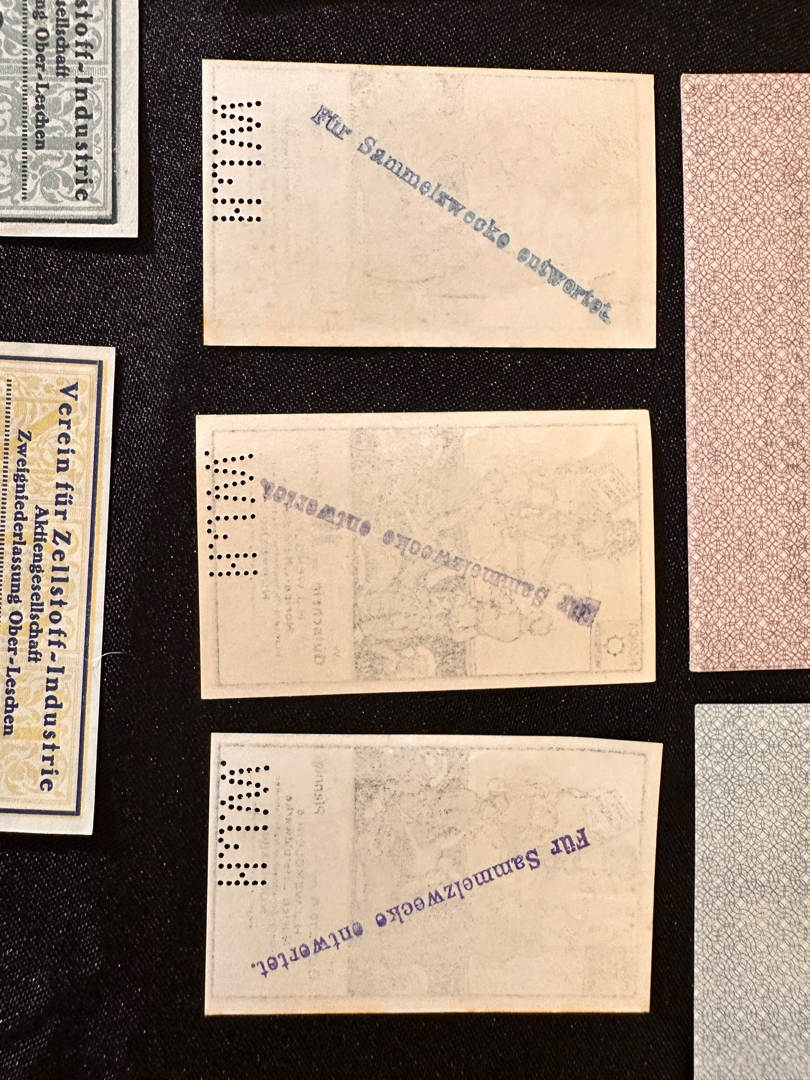 stoff-Industrie
sellschaft
ng Ober-Leschen
Verein für Zellstoff-Industrie
Aktiengesellschaft
Zweigniederlassung Ober-Leschen
Für Sammelzwecke entwertet.
Für Sammelzwecke entwertet.
Für Sammelzwecke entwertet.